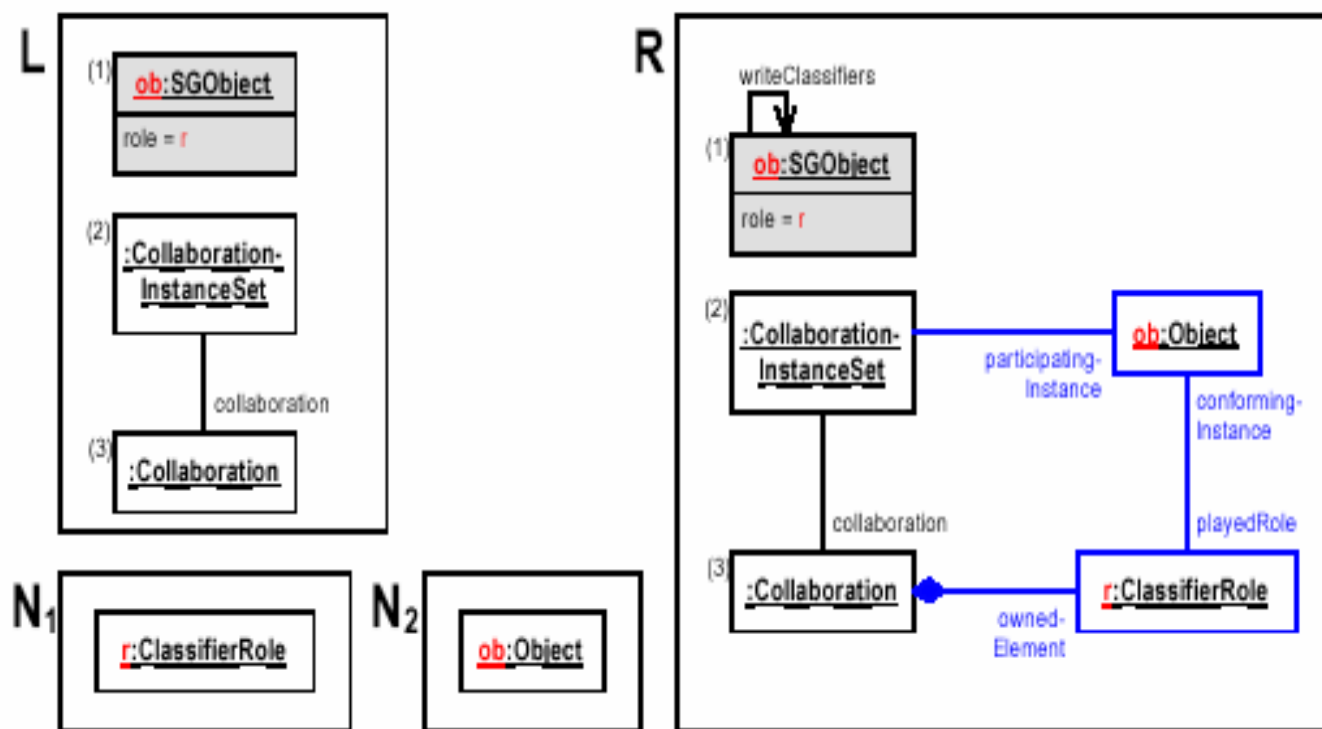 L
(1)
ob:SGObject
role = r
(2)
:Collaboration-
InstanceSet
collaboration
(3)
:Collaboration
N1
r:ClassifierRole
N2
ob:Object
R
writeClassifiers
(1)
ob:SGObject
role = r
(2)
:Collaboration-
InstanceSet
participating-
Instance
ob:Object
conforming-
Instance
collaboration
playedRole
(3)
:Collaboration
owned-
Element
r:ClassifierRole